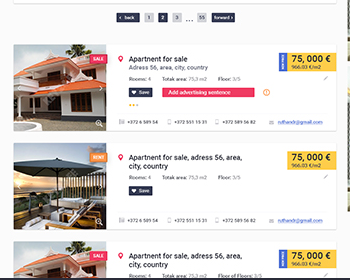 back 1 2 3 ... 55 forward
SALE
Apartment for sale
Adress 56, area, city, country
75,000 €
966.03 €/m2
Rooms: 4 Total area: 75,3 m2 Floor: 3/5
Save
Add advertising sentence
+372 6 589 54 +372 551 15 31 +372 589 56 82 ruthandr@gmail.com
RENT
Apartment for sale, adress 56, area,
city, country
75,000 €
966.03 €/m2
Rooms: 4 Total area: 75,3 m2 Floor: 3/5
Save
+372 6 589 54 +372 551 15 31 +372 589 56 82 ruthandr@gmail.com
SALE
Apartment for sale, adress 56, area,
city, country
75,000 €
966.03 €/m2
Rooms: 4 Total area: 75,3 m2 Floor of Floors: 3/5